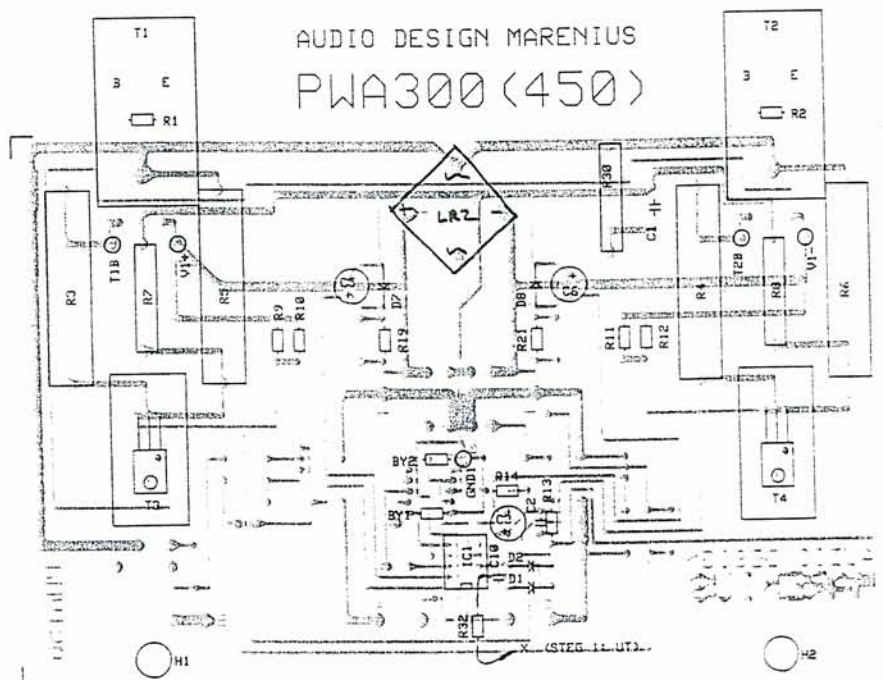 AUDIO DESIGN MARENIUS
PWA300(450)
T1
B E
R1
T2
B E
R2
LR2
R30
C1
T1B
V1+
T2B
V1-
R3
R7
R5
R9
R10
D7
R19
D8
R21
R11
R12
R4
R8
R6
BY2
GND1
R14
R13
C2
BY1
IC1
C10
D2
D1
R32
T3
T4
X (STEG 1: UT)
H1
H2